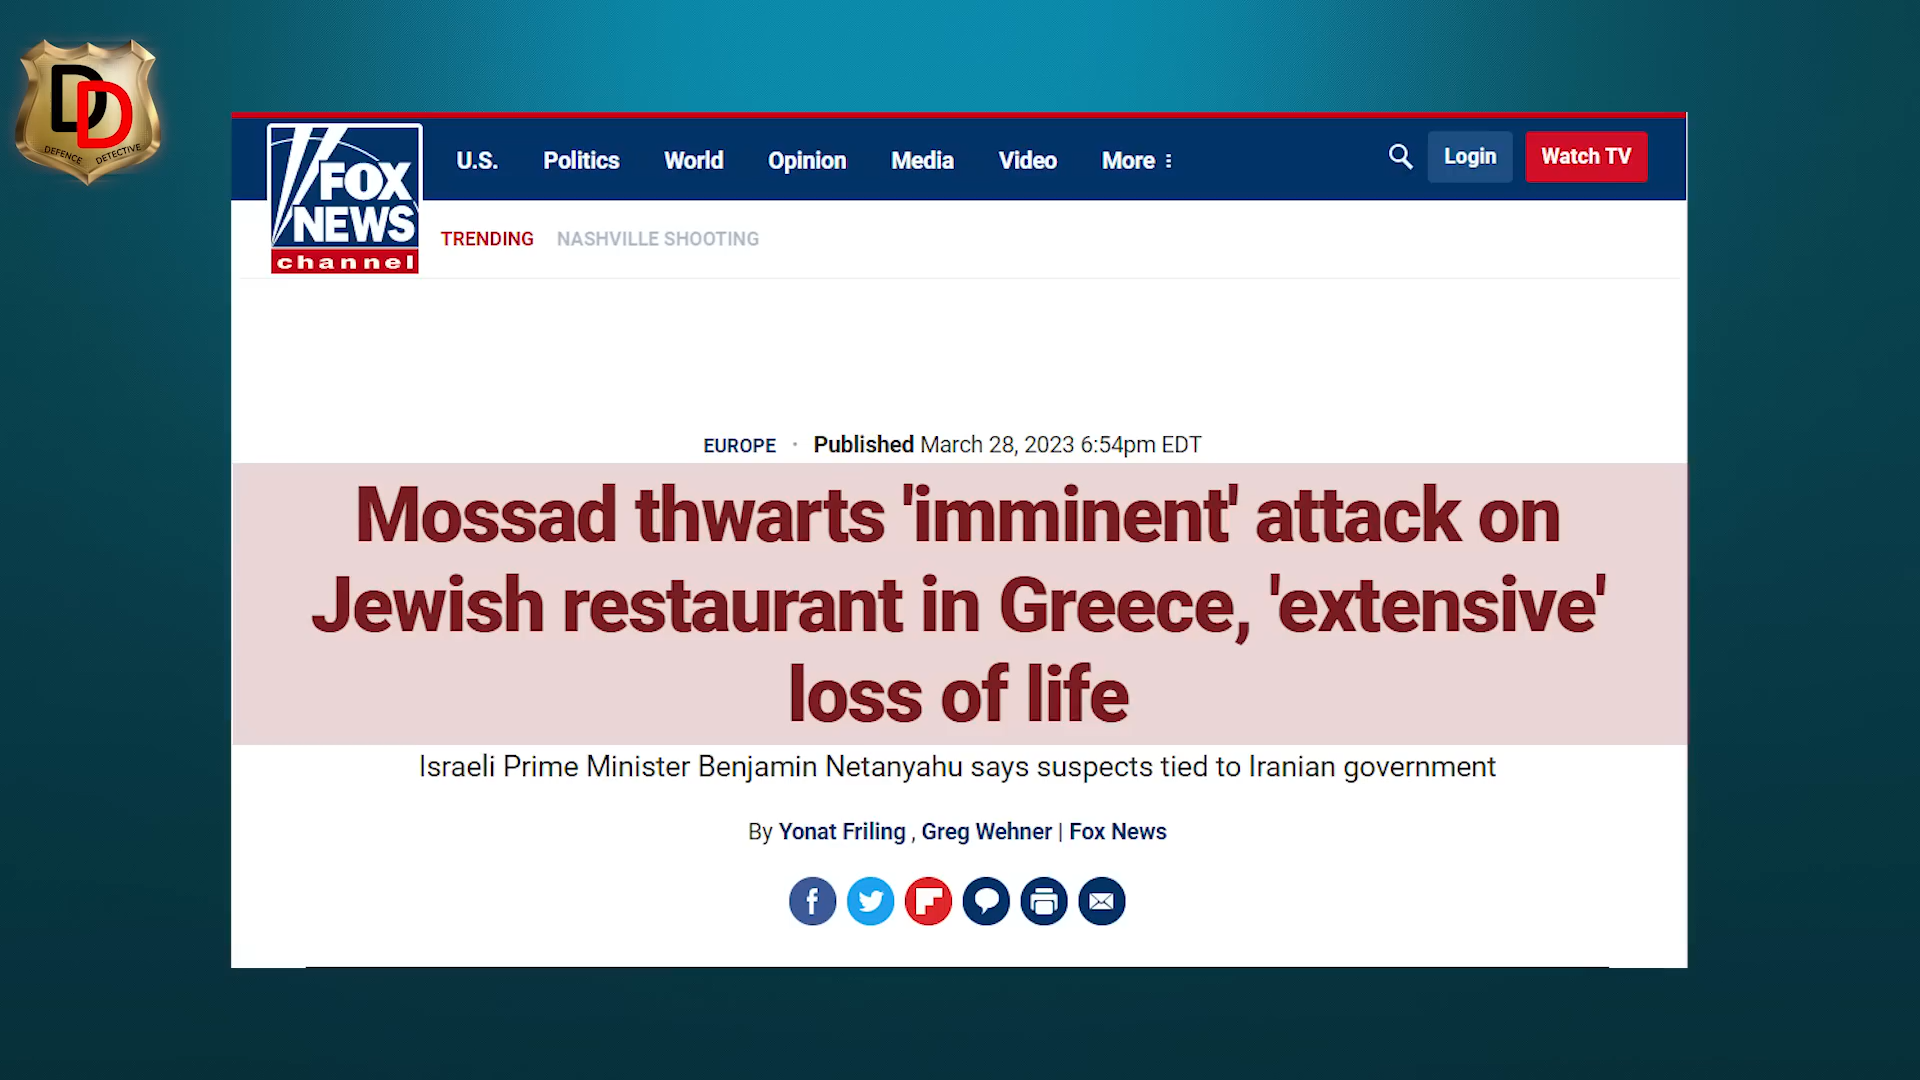 DD
DEFENCE DETECTIVE
FOX
NEWS
channel
U.S. Politics World Opinion Media Video More Login Watch TV
TRENDING NASHVILLE SHOOTING
EUROPE · Published March 28, 2023 6:54pm EDT
Mossad thwarts 'imminent' attack on
Jewish restaurant in Greece, 'extensive'
loss of life
Israeli Prime Minister Benjamin Netanyahu says suspects tied to Iranian government
By Yonat Friling , Greg Wehner | Fox News